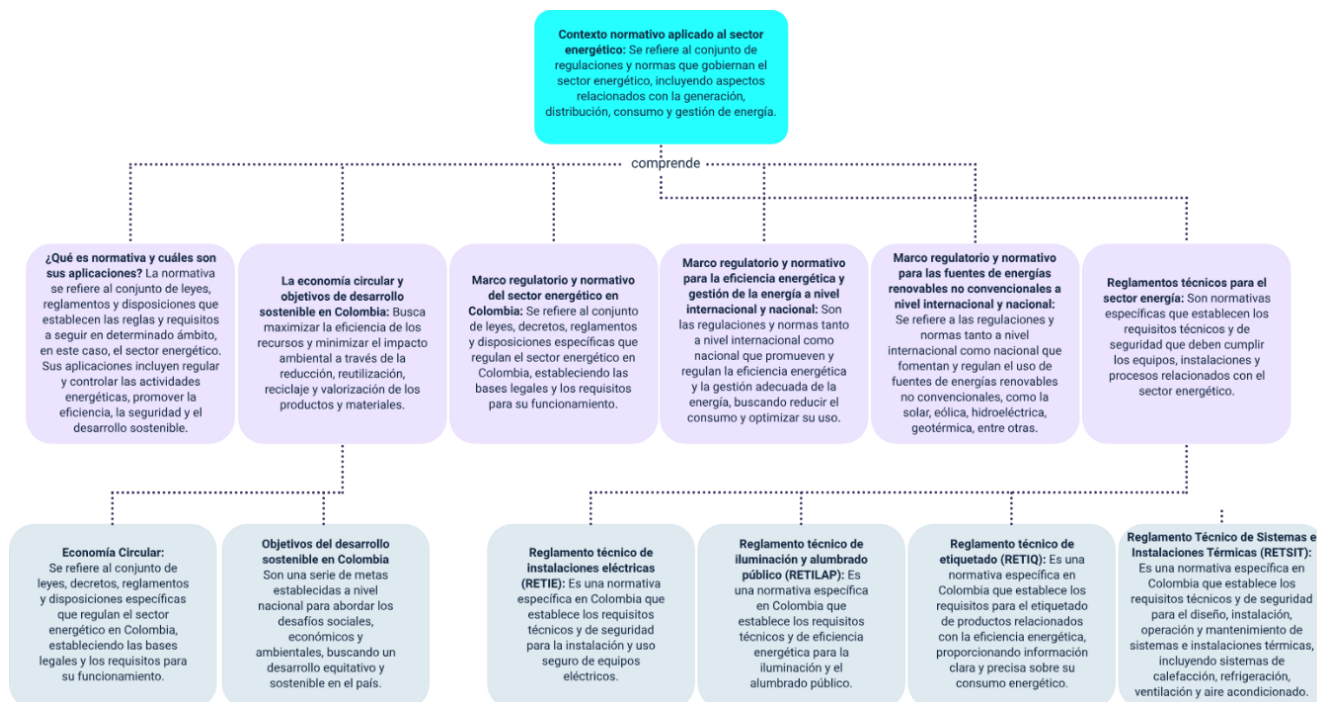 Contexto normativo aplicado al sector
energético: Se refiere al conjunto de
regulaciones y normas que gobiernan el
sector energético, incluyendo aspectos
relacionados con la generación,
distribución, consumo y gestión de energía.
comprende
¿Qué es normativa y cuáles son
sus aplicaciones? La normativa
se refiere al conjunto de leyes,
reglamentos y disposiciones que
establecen las reglas y requisitos
a seguir en determinado ámbito,
en este caso, el sector energético.
Sus aplicaciones incluyen regular
y controlar las actividades
energéticas, promover la
eficiencia, la seguridad y el
desarrollo sostenible.
La economía circular y
objetivos de desarrollo
sostenible en Colombia: Busca
maximizar la eficiencia de los
recursos y minimizar el impacto
ambiental a través de la
reducción, reutilización,
reciclaje y valorización de los
productos y materiales.
Marco regulatorio y normativo
del sector energético en
Colombia: Se refiere al conjunto
de leyes, decretos, reglamentos
y disposiciones específicas que
regulan el sector energético en
Colombia, estableciendo las
bases legales y los requisitos
para su funcionamiento.
Marco regulatorio y normativo
para la eficiencia energética y
gestión de la energía a nivel
internacional y nacional: Son
las regulaciones y normas tanto
a nivel internacional como
nacional que promueven y
regulan la eficiencia energética
y la gestión adecuada de la
energía, buscando reducir el
consumo y optimizar su uso.
Marco regulatorio y normativo
para las fuentes de energías
renovables no convencionales a
nivel internacional y nacional:
Se refiere a las regulaciones y
normas tanto a nivel
internacional como nacional que
fomentan y regulan el uso de
fuentes de energías renovables
no convencionales, como la
solar, eólica, hidroeléctrica,
geotérmica, entre otras.
Reglamentos técnicos para el
sector energía: Son normativas
específicas que establecen los
requisitos técnicos y de
seguridad que deben cumplir
los equipos, instalaciones y
procesos relacionados con el
sector energético.
Economía Circular:
Se refiere al conjunto de
leyes, decretos, reglamentos
y disposiciones específicas
que regulan el sector
energético en Colombia,
estableciendo las bases
legales y los requisitos para
su funcionamiento.
Objetivos del desarrollo
sostenible en Colombia
Son una serie de metas
establecidas a nivel
nacional para abordar los
desafíos sociales,
económicos y
ambientales, buscando un
desarrollo equitativo y
sostenible en el país.
Reglamento técnico de
instalaciones eléctricas
(RETIE): Es una normativa
específica en Colombia que
establece los requisitos
técnicos y de seguridad
para la instalación y uso
seguro de equipos
eléctricos.
Reglamento técnico de
iluminación y alumbrado
público (RETILAP): Es
una normativa específica
en Colombia que
establece los requisitos
técnicos y de eficiencia
energética para la
iluminación y el
alumbrado público.
Reglamento técnico de
etiquetado (RETIQ): Es una
normativa específica en
Colombia que establece los
requisitos para el etiquetado
de productos relacionados
con la eficiencia energética,
proporcionando información
clara y precisa sobre su
consumo energético.
Reglamento Técnico de Sistemas e
Instalaciones Térmicas (RETSIT):
Es una normativa específica en
Colombia que establece los
requisitos técnicos y de seguridad
para el diseño, instalación,
operación y mantenimiento de
sistemas e instalaciones térmicas,
incluyendo sistemas de
calefacción, refrigeración,
ventilación y aire acondicionado.